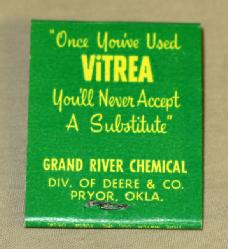 "Once You've Used
ViTREA
You'll Never Accept
A Substitute"
GRAND RIVER CHEMICAL
DIV. OF DEERE & CO.
PRYOR, OKLA.